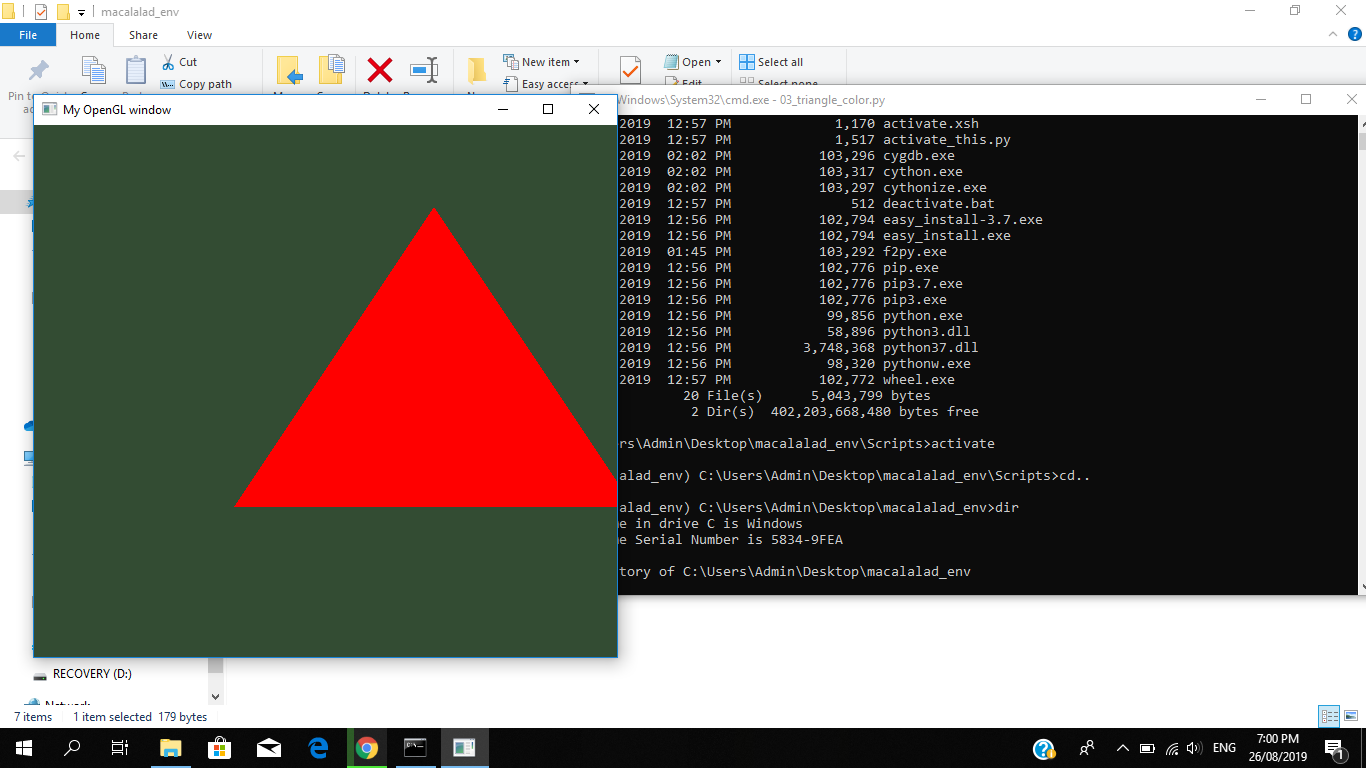 macalalad_env
File Home Share View
Cut
Copy path
New item
Easy access
Open
Edit
Select all
Select none
My OpenGL window
Windows\System32\cmd.exe - 03_triangle_color.py
2019 12:57 PM 1,170 activate.xsh
2019 12:57 PM 1,517 activate_this.py
2019 02:02 PM 103,296 cygdb.exe
2019 02:02 PM 103,317 cython.exe
2019 02:02 PM 103,297 cythonize.exe
2019 12:57 PM 512 deactivate.bat
2019 12:56 PM 102,794 easy_install-3.7.exe
2019 12:56 PM 102,794 easy_install.exe
2019 01:45 PM 103,292 f2py.exe
2019 12:56 PM 102,776 pip.exe
2019 12:56 PM 102,776 pip3.7.exe
2019 12:56 PM 102,776 pip3.exe
2019 12:56 PM 99,856 python.exe
2019 12:56 PM 58,896 python3.dll
2019 12:56 PM 3,748,368 python37.dll
2019 12:56 PM 98,320 pythonw.exe
2019 12:57 PM 102,772 wheel.exe
20 File(s) 5,043,799 bytes
2 Dir(s) 402,203,668,480 bytes free
rs\Admin\Desktop\macalalad_env\Scripts>activate
alad_env) C:\Users\Admin\Desktop\macalalad_env\Scripts>cd..
alad_env) C:\Users\Admin\Desktop\macalalad_env>dir
e in drive C is Windows
e Serial Number is 5834-9FEA
tory of C:\Users\Admin\Desktop\macalalad_env
RECOVERY (D:)
Network
7 items 1 item selected 179 bytes
ENG
7:00 PM
26/08/2019
1